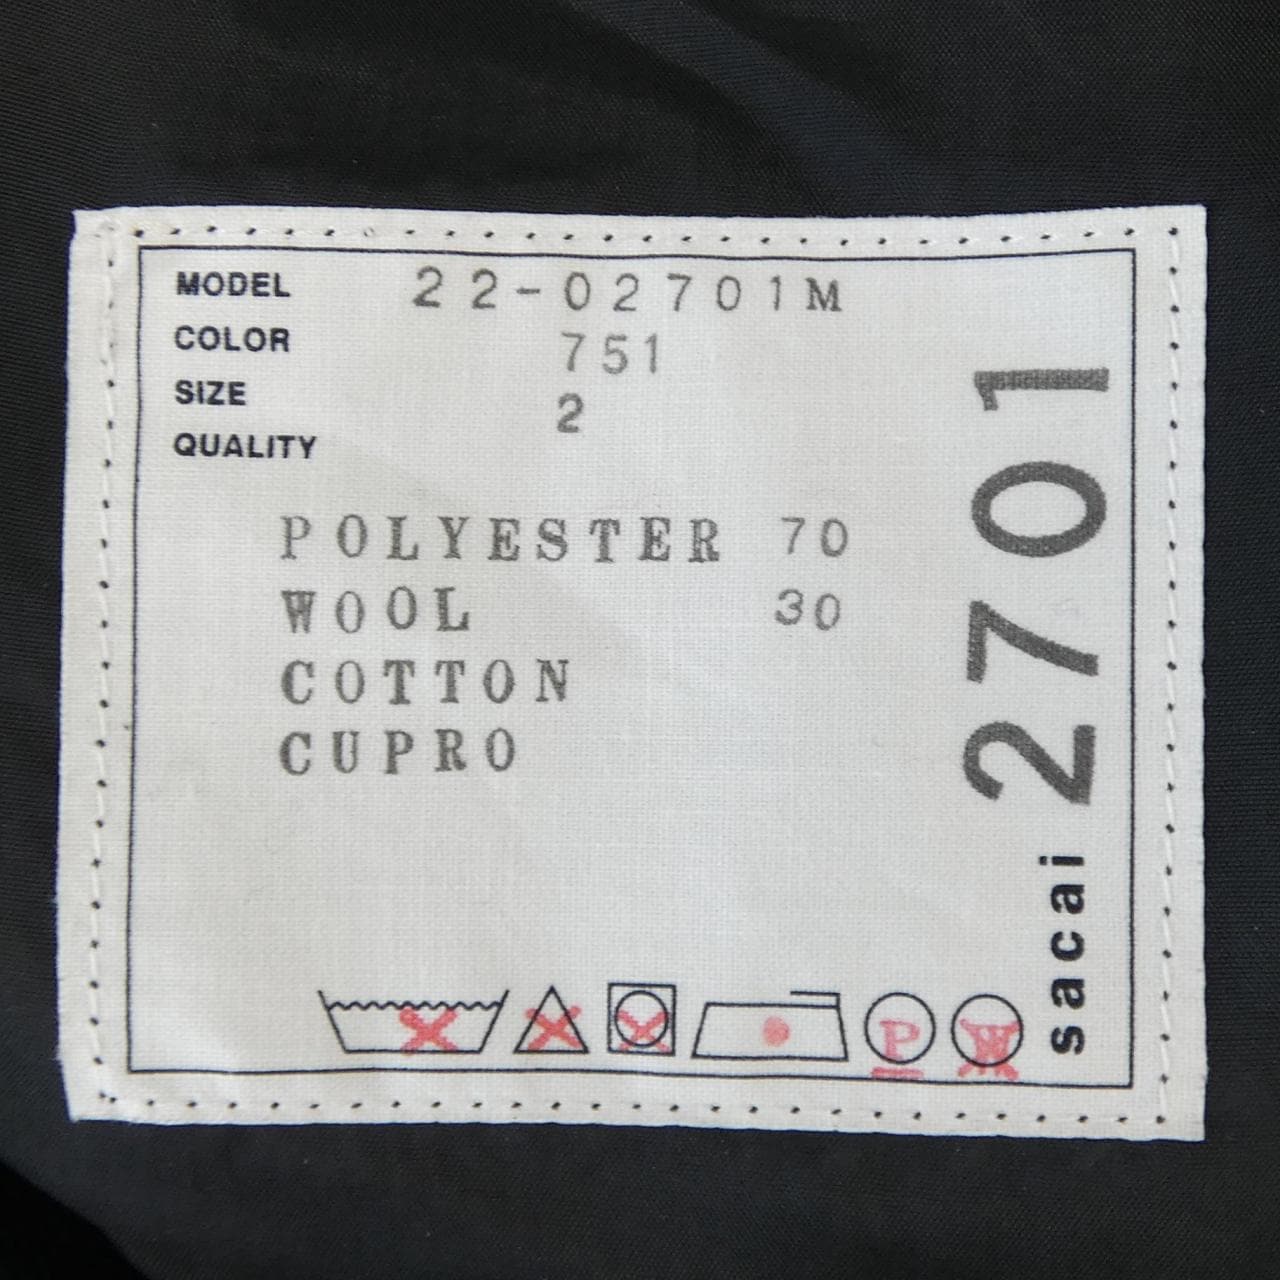 MODEL 22-02701M
COLOR 751
SIZE 2
QUALITY
POLYESTER 70
WOOL 30
COTTON
CUPRO
sacai 2701
P W